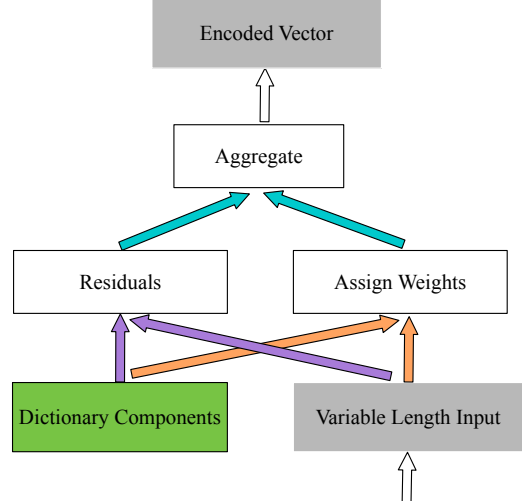 Encoded Vector
Aggregate
Residuals
Assign Weights
Dictionary Components
Variable Length Input